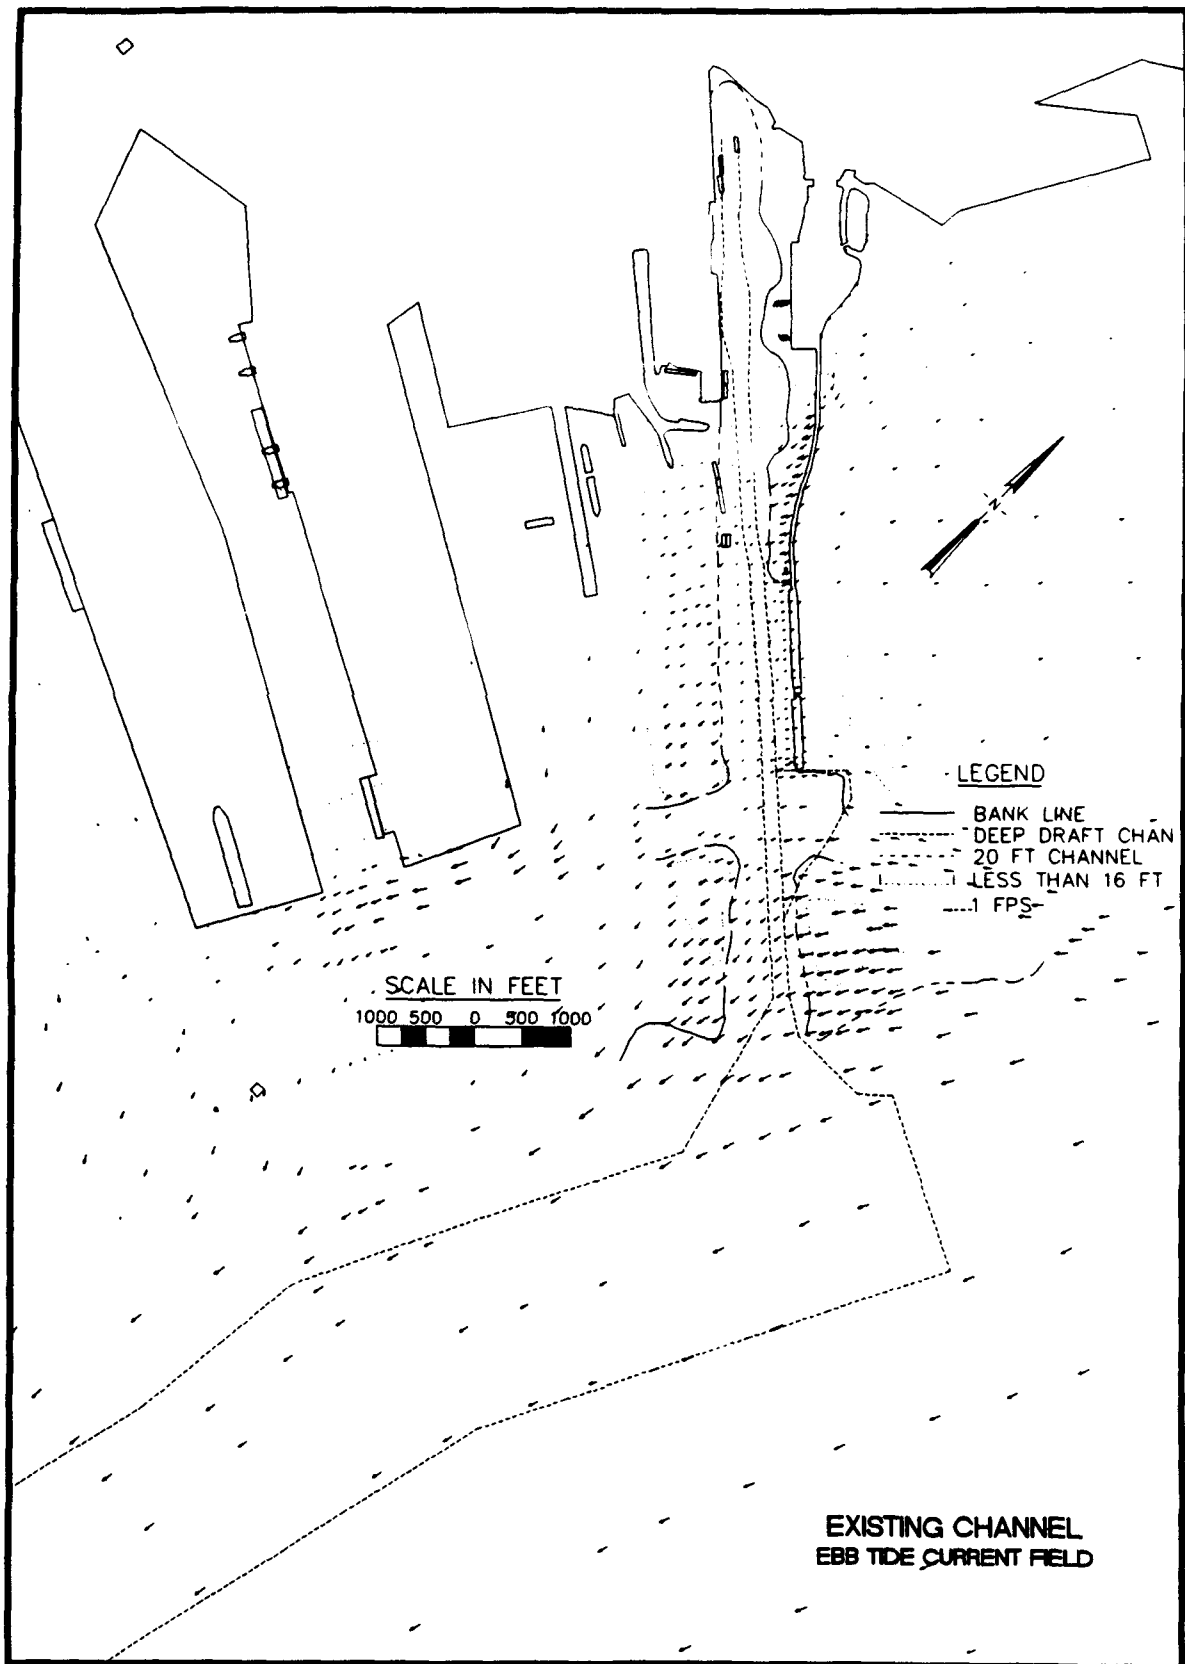 N
LEGEND
BANK LINE
DEEP DRAFT CHAN
20 FT CHANNEL
LESS THAN 16 FT
1 FPS
SCALE IN FEET
1000 500 0 500 1000
EXISTING CHANNEL
EBB TIDE CURRENT FIELD